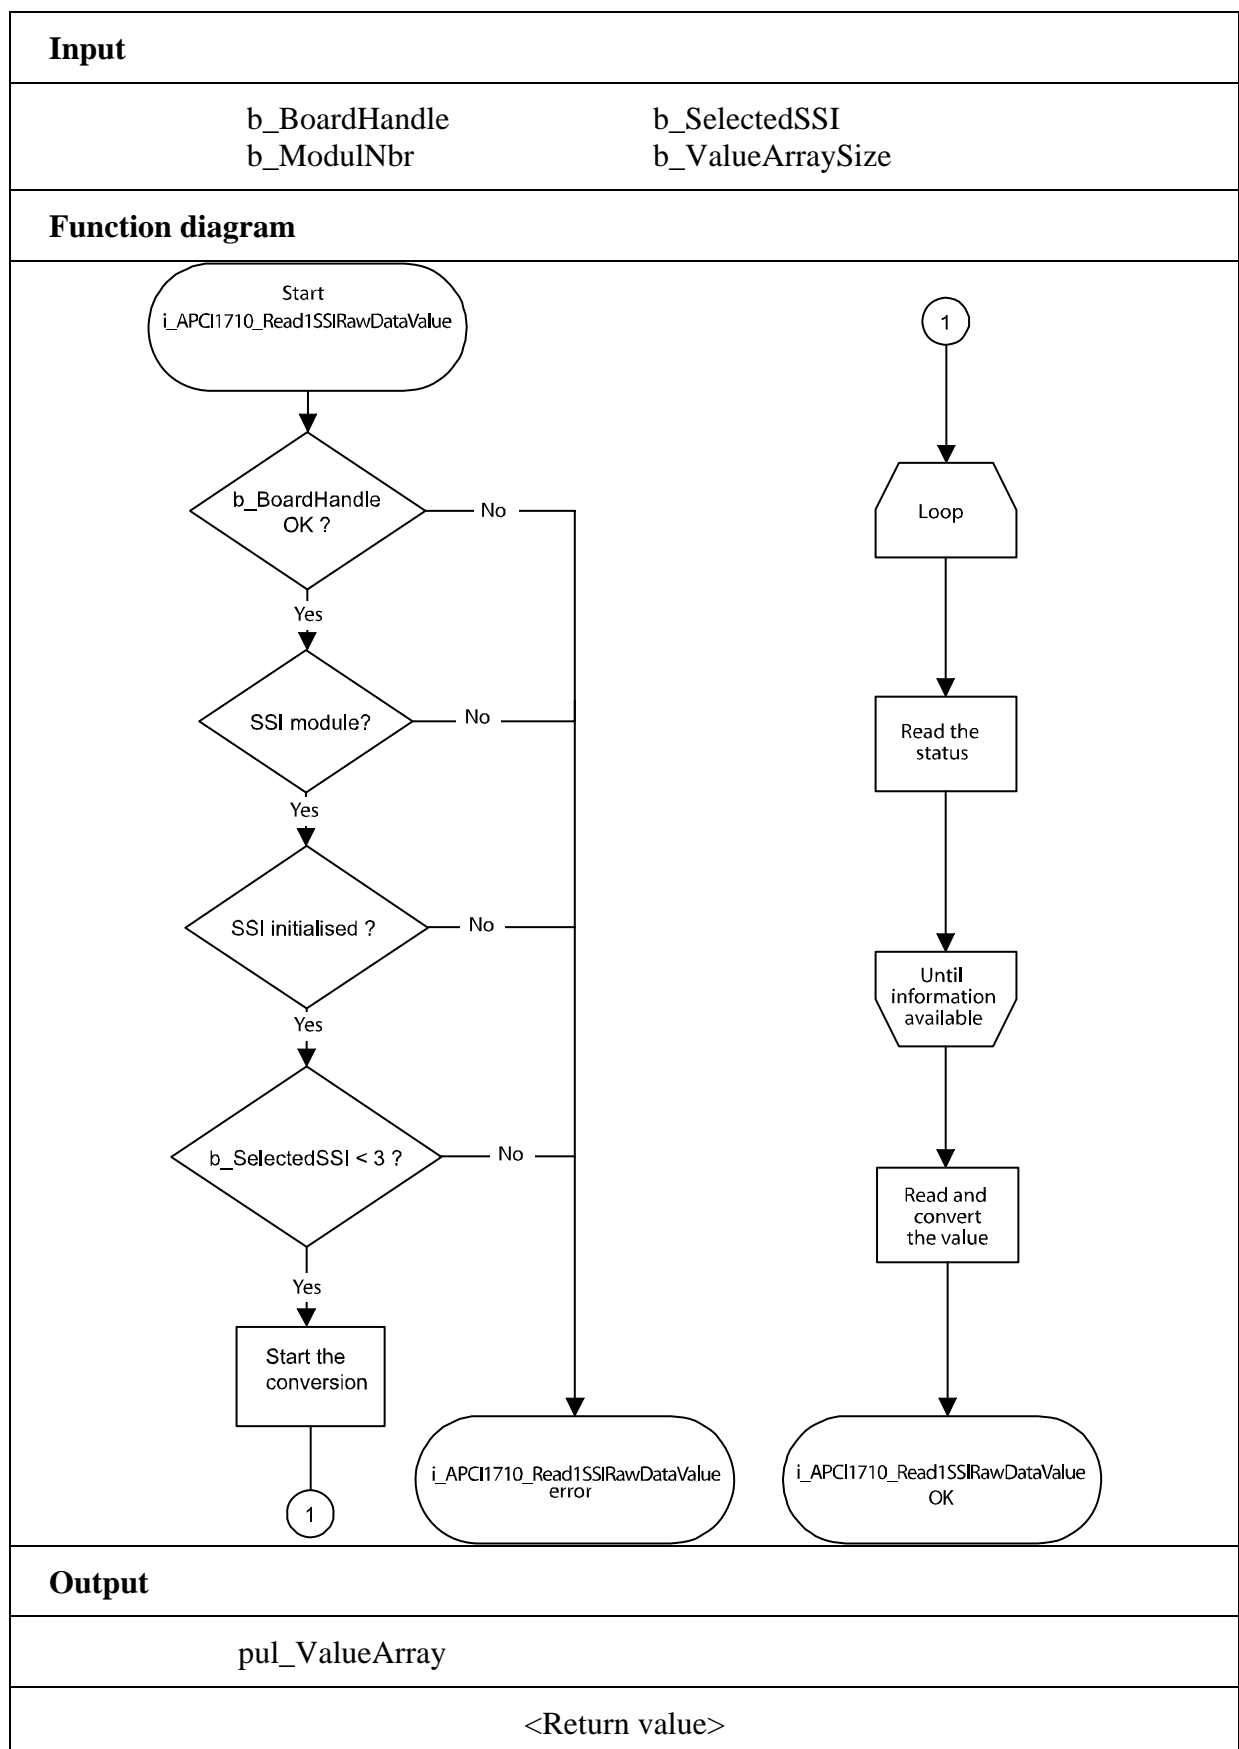 Input
b_BoardHandle b_SelectedSSI
b_ModulNbr b_ValueArraySize
Function diagram
Start
i_APCI1710_Read1SSIRawDataValue
b_BoardHandle
OK ?
No
Yes
SSI module?
No
Yes
SSI initialised ?
No
Yes
b_SelectedSSI < 3 ?
No
Yes
Start the
conversion
1
i_APCI1710_Read1SSIRawDataValue
error
1
Loop
Read the
status
Until
information
available
Read and
convert
the value
i_APCI1710_Read1SSIRawDataValue
OK
Output
pul_ValueArray
<Return value>